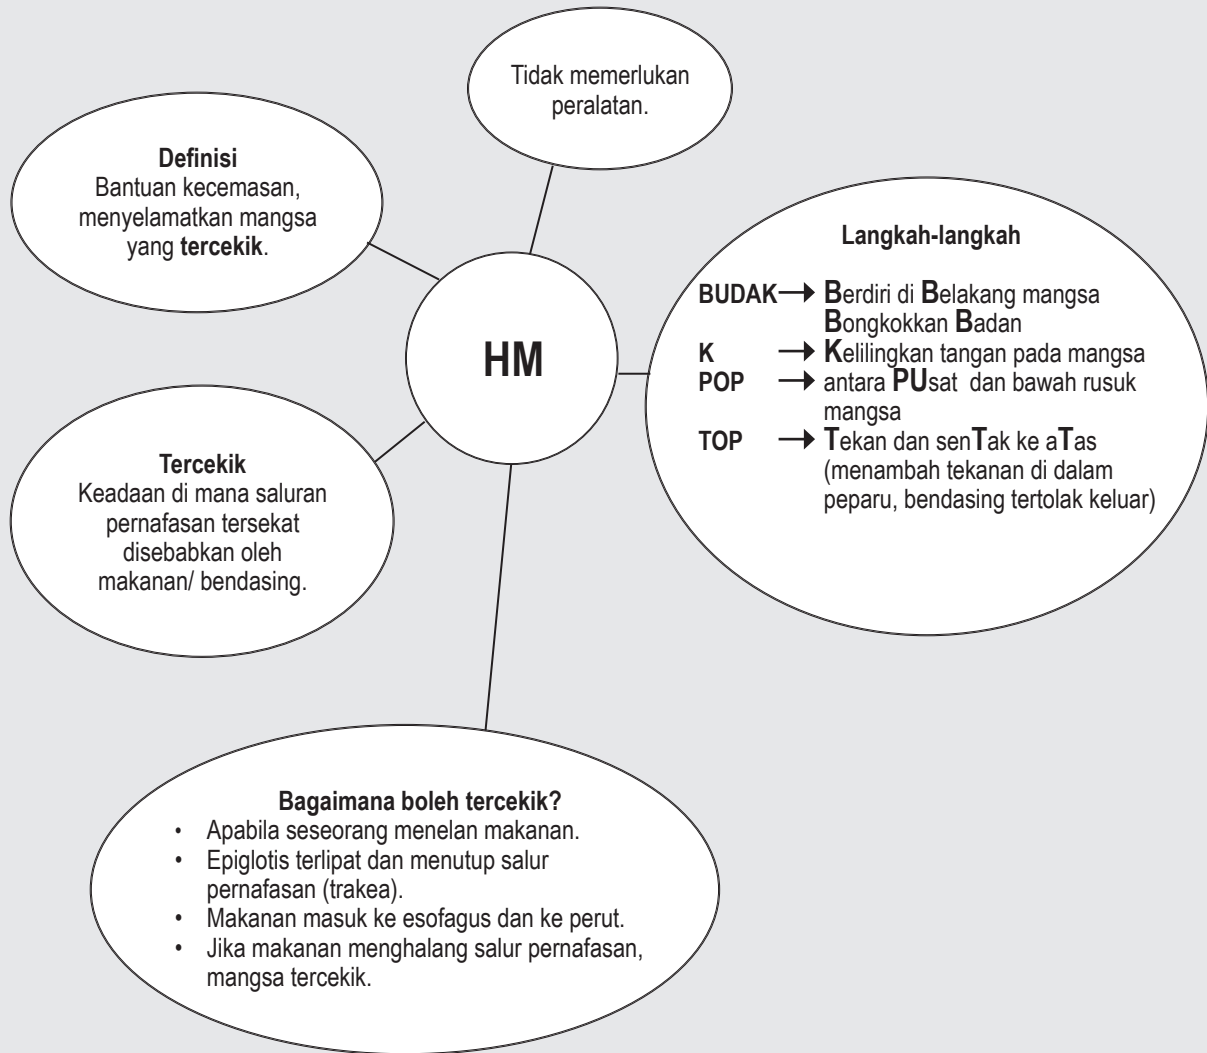 Tidak memerlukan
peralatan.
Definisi
Bantuan kecemasan,
menyelamatkan mangsa
yang tercekik.
HM
Langkah-langkah
BUDAK → Berdiri di Belakang mangsa
Bongkokkan Badan
K → Kelilingkan tangan pada mangsa
POP → antara PUsat dan bawah rusuk
mangsa
TOP → Tekan dan senTak ke aTas
(menambah tekanan di dalam
peparu, bendasing tertolak keluar)
Tercekik
Keadaan di mana saluran
pernafasan tersekat
disebabkan oleh
makanan/ bendasing.
Bagaimana boleh tercekik?
• Apabila seseorang menelan makanan.
• Epiglotis terlipat dan menutup salur
pernafasan (trakea).
• Makanan masuk ke esofagus dan ke perut.
• Jika makanan menghalang salur pernafasan,
mangsa tercekik.